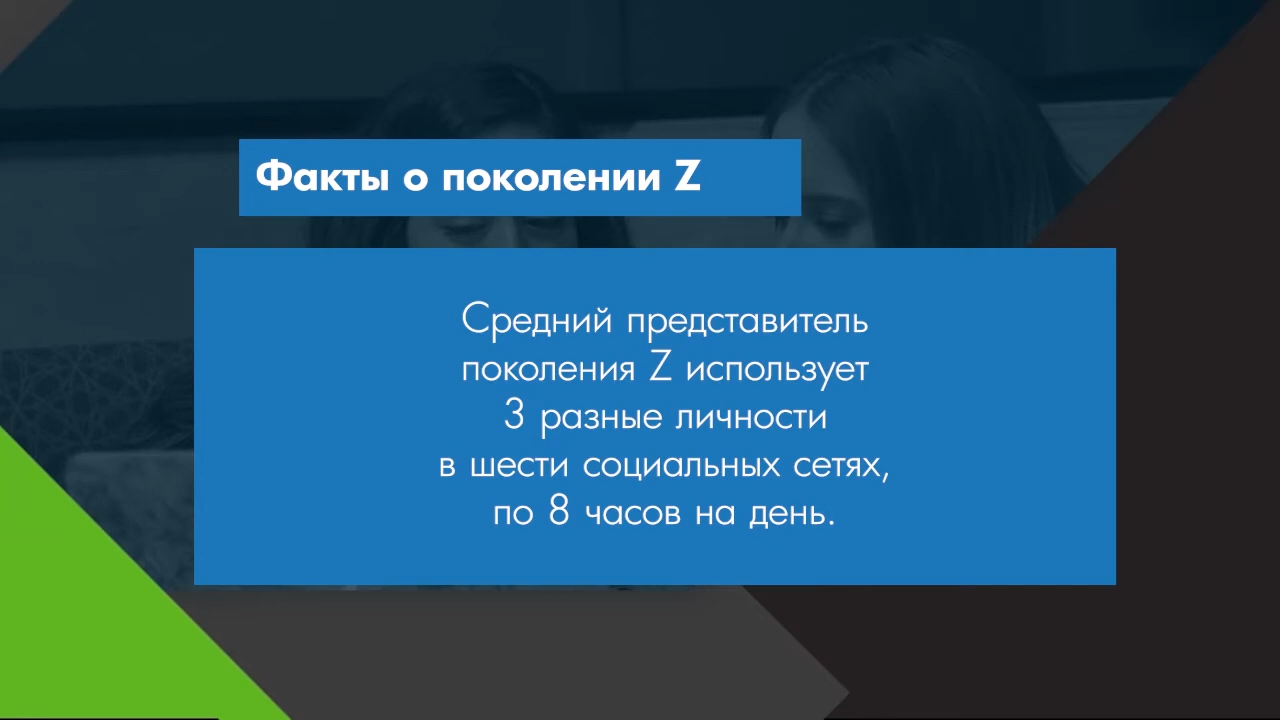 Факты о поколении Z
Средний представитель
поколения Z использует
3 разные личности
в шести социальных сетях,
по 8 часов на день.